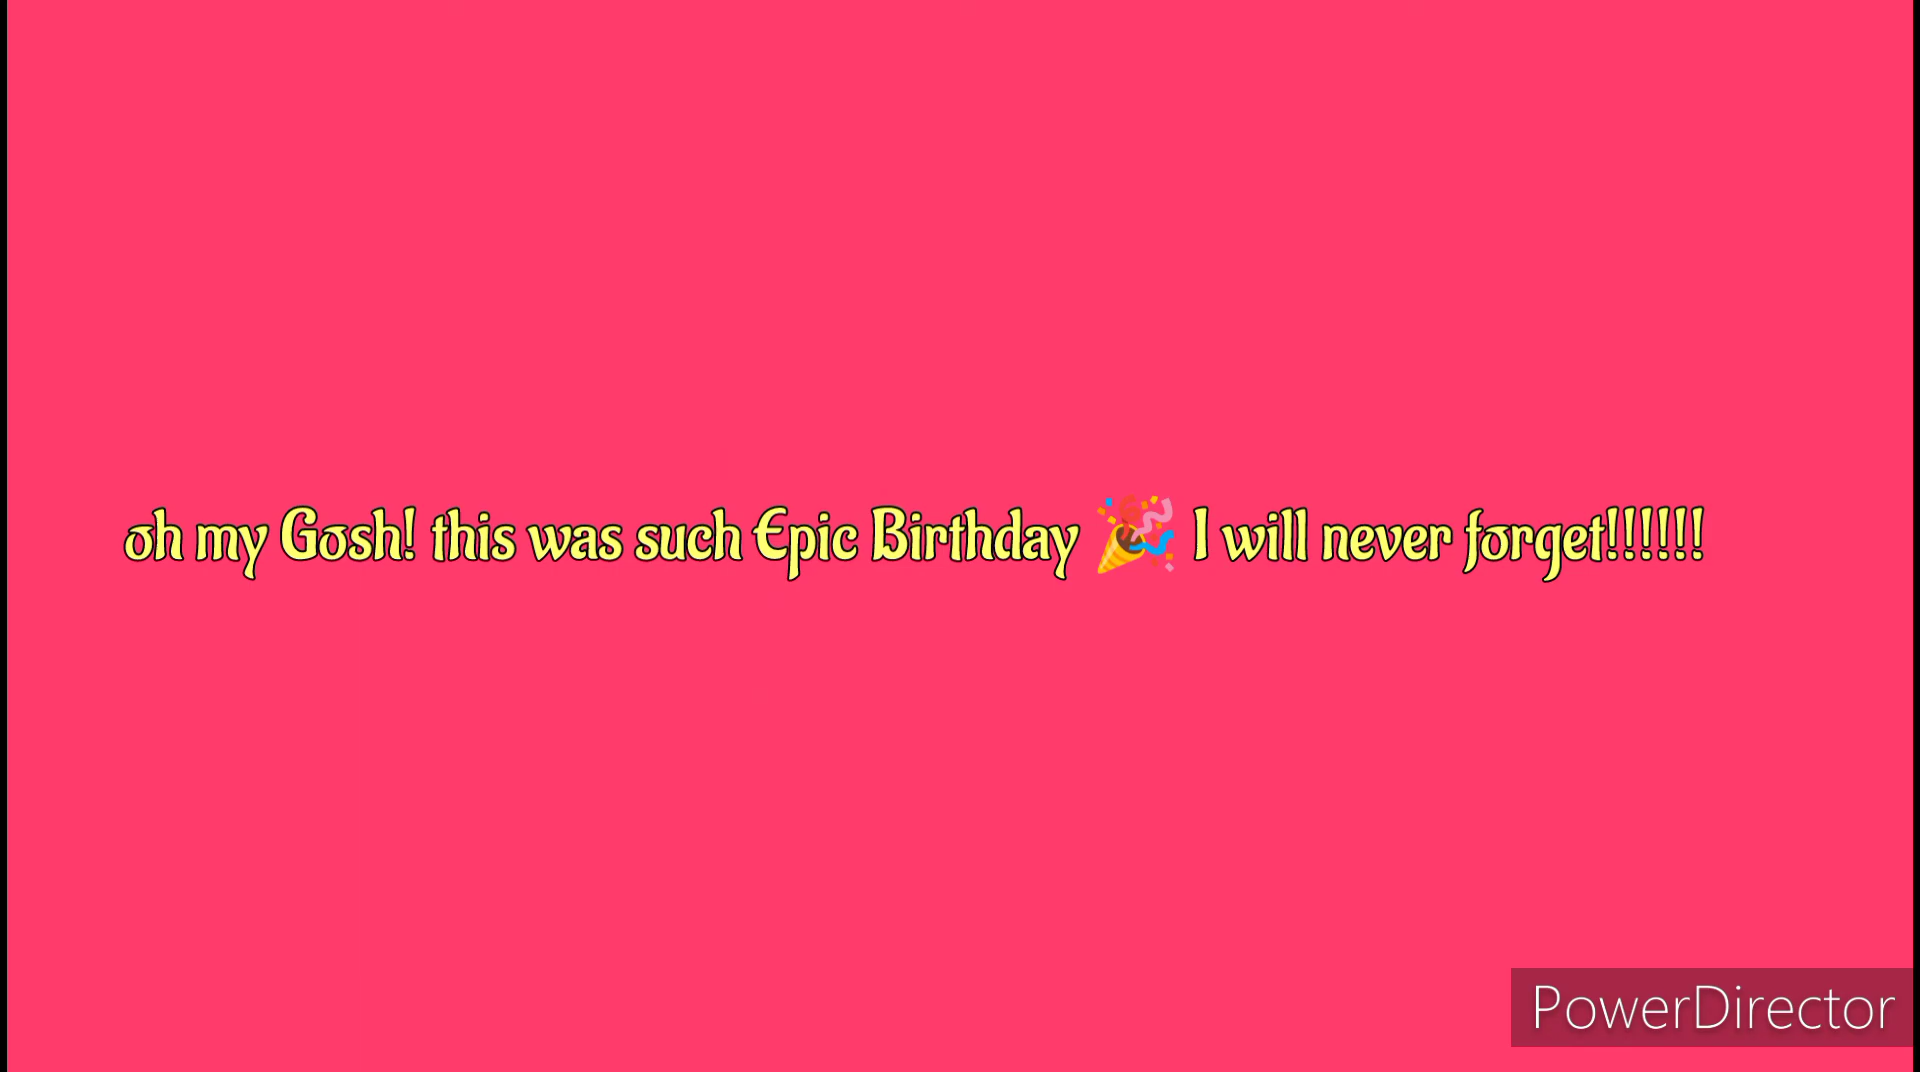 oh my Gosh! this was such Epic Birthday 🎉 I will never forget!!!!!!
PowerDirector